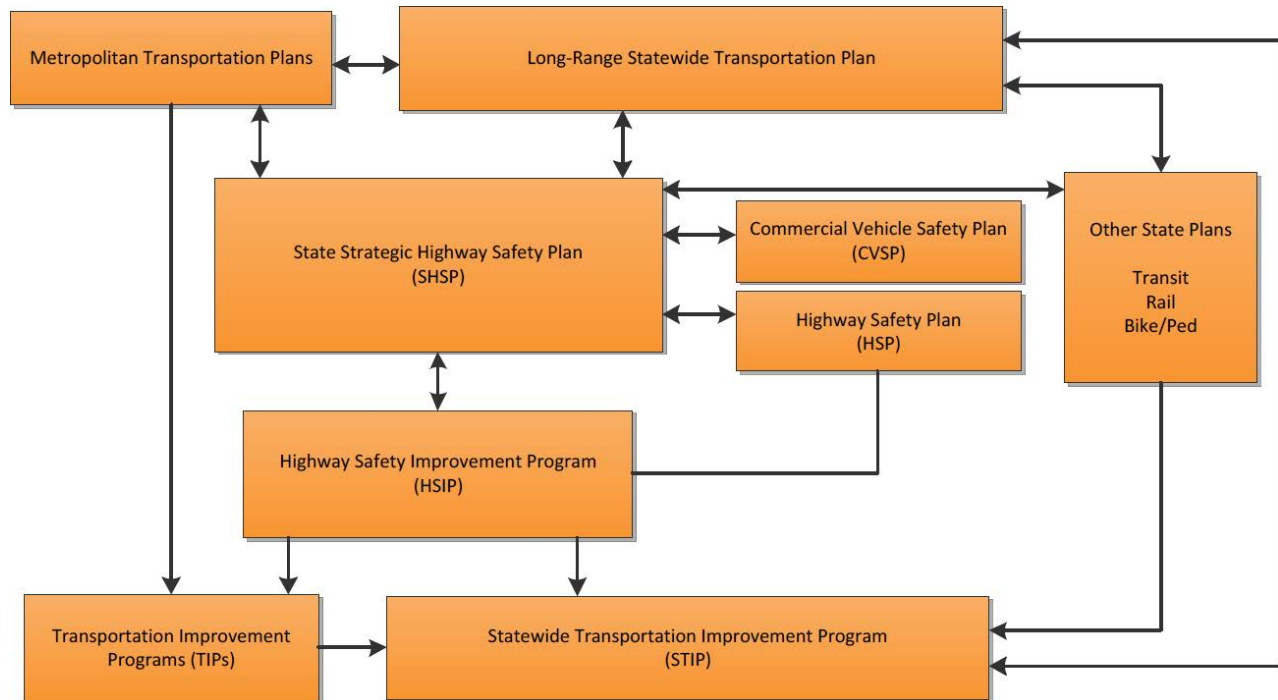 Metropolitan Transportation Plans
Long-Range Statewide Transportation Plan
State Strategic Highway Safety Plan
(SHSP)
Commercial Vehicle Safety Plan
(CVSP)
Highway Safety Plan
(HSP)
Other State Plans
Transit
Rail
Bike/Ped
Highway Safety Improvement Program
(HSIP)
Transportation Improvement
Programs (TIPs)
Statewide Transportation Improvement Program
(STIP)